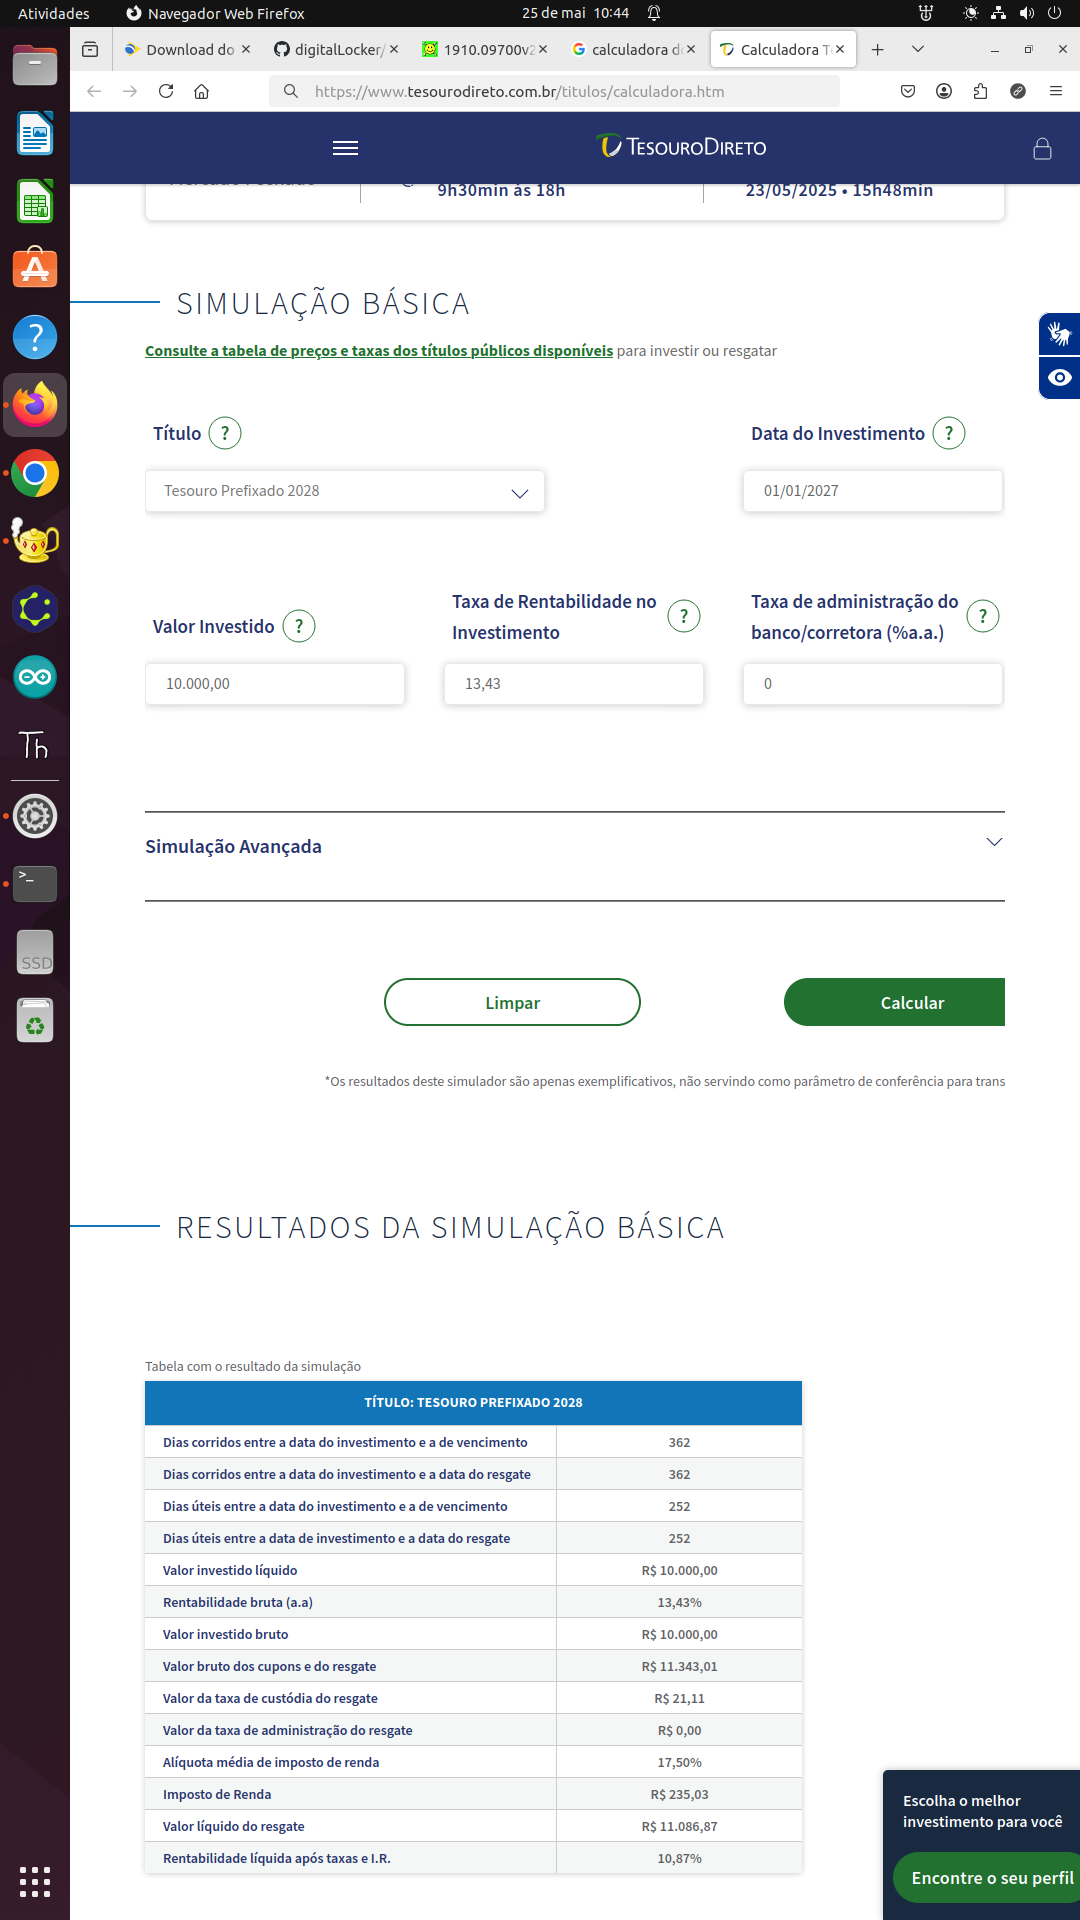 Atividades
Navegador Web Firefox
25 de mai 10:44
Download do
digitalLocker/
1910.09700v2
calculadora d
Calculadora T
https://www.tesourodireto.com.br/titulos/calculadora.htm
TESOURODIRETO
9h30min às 18h
23/05/2025 • 15h48min
SIMULAÇÃO BÁSICA
Consulte a tabela de preços e taxas dos títulos públicos disponíveis para investir ou resgatar
Título ?
Data do Investimento ?
Tesouro Prefixado 2028
01/01/2027
Valor Investido ?
Taxa de Rentabilidade no
Investimento
?
Taxa de administração do
banco/corretora (%a.a.)
?
10.000,00
13,43
0
Simulação Avançada
Limpar
Calcular
*Os resultados deste simulador são apenas exemplificativos, não servindo como parâmetro de conferência para trans
RESULTADOS DA SIMULAÇÃO BÁSICA
Tabela com o resultado da simulação
TÍTULO: TESOURO PREFIXADO 2028
Dias corridos entre a data do investimento e a de vencimento 362
Dias corridos entre a data do investimento e a data do resgate 362
Dias úteis entre a data do investimento e a de vencimento 252
Dias úteis entre a data de investimento e a data do resgate 252
Valor investido líquido R$ 10.000,00
Rentabilidade bruta (a.a) 13,43%
Valor investido bruto R$ 10.000,00
Valor bruto dos cupons e do resgate R$ 11.343,01
Valor da taxa de custódia do resgate R$ 21,11
Valor da taxa de administração do resgate R$ 0,00
Alíquota média de imposto de renda 17,50%
Imposto de Renda R$ 235,03
Valor líquido do resgate R$ 11.086,87
Rentabilidade líquida após taxas e I.R. 10,87%
Escolha o melhor
investimento para você
Encontre o seu perfil
?
Th
>_
SSD